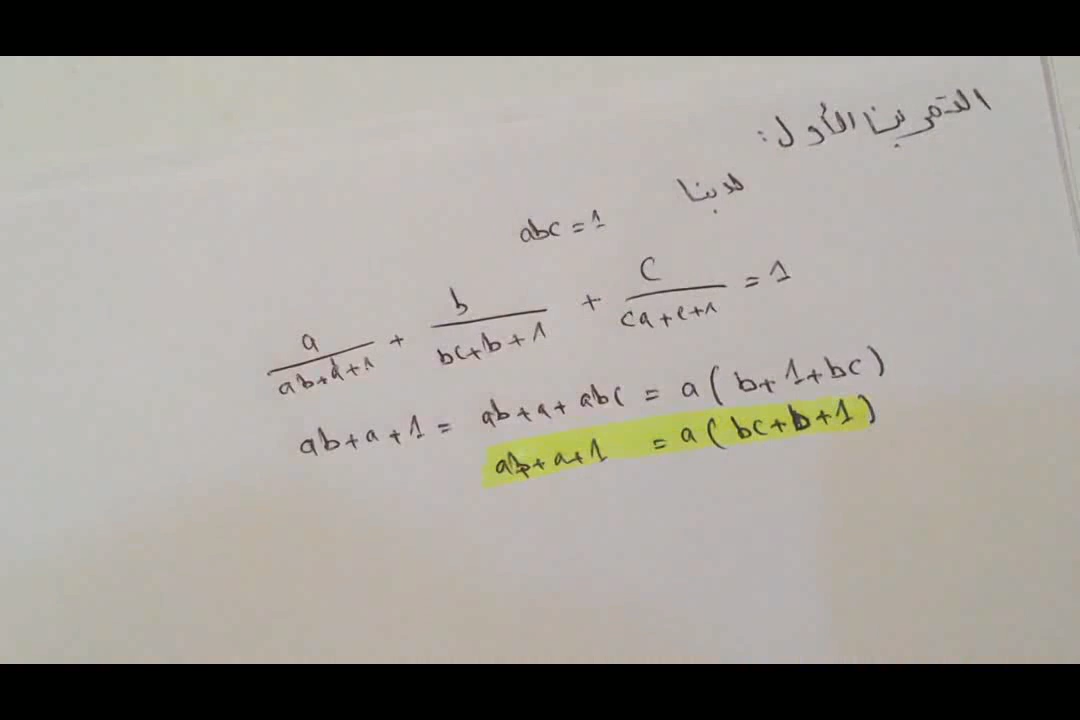 التمرين الأول:
لدينا
abc = 1
a/(ab+a+1) + b/(bc+b+1) + c/(ca+c+1) = 1
ab+a+1 = ab+a+abc = a(b+1+bc)
ab+a+1 = a(bc+b+1)